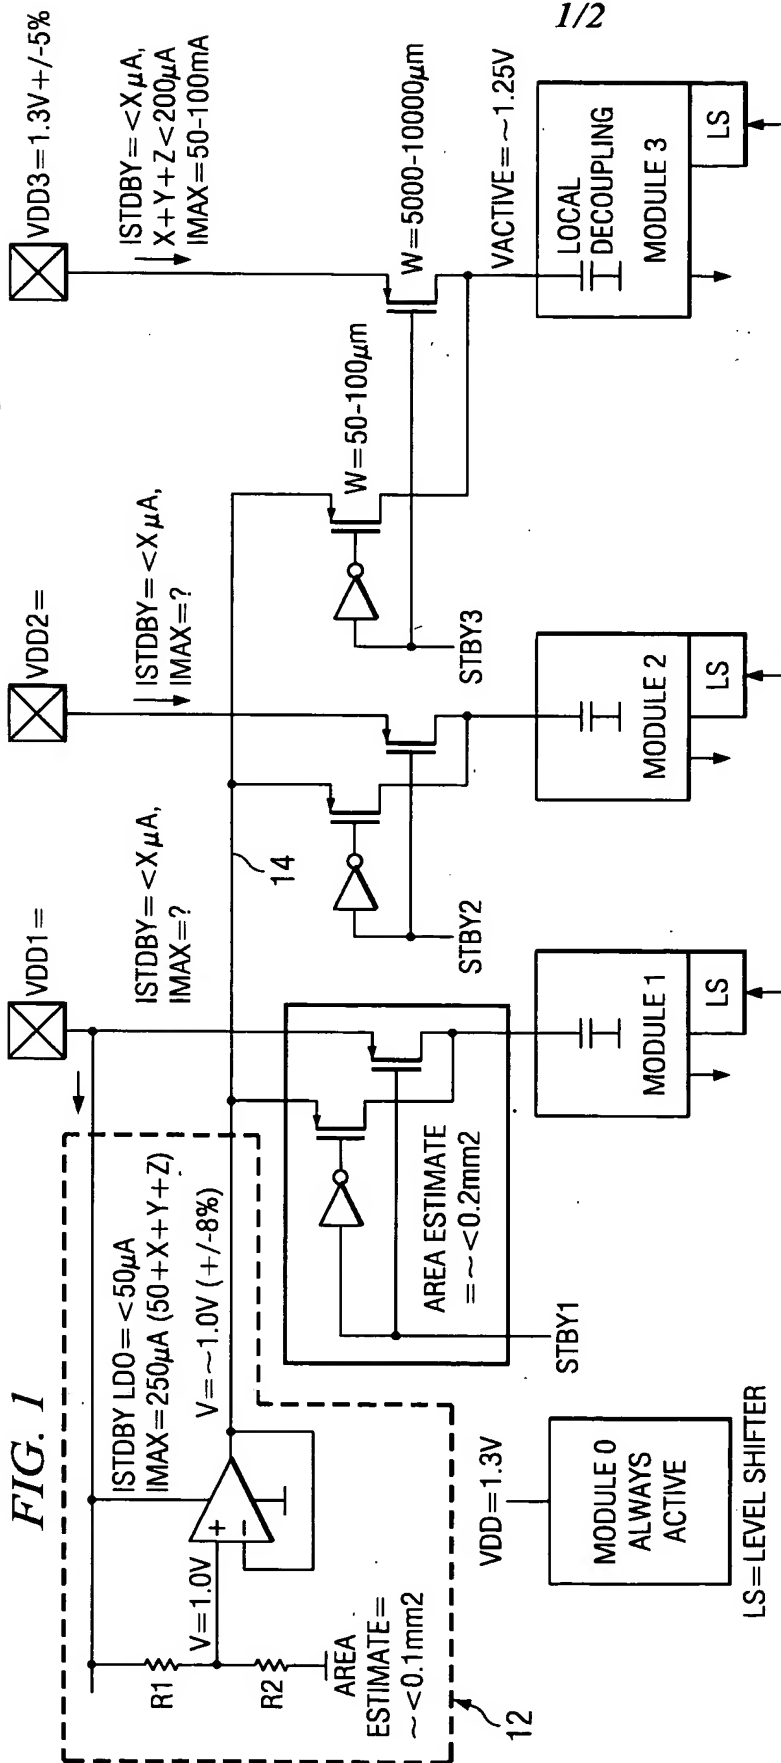 1/2
FIG. 1
VDD1=
VDD2=
VDD3=1.3V+/-5%
ISTDBY=<XµA,
IMAX=?
ISTDBY=<XµA,
IMAX=?
ISTDBY=<XµA,
X+Y+Z<200µA
IMAX=50-100mA
ISTDBY LDO=<50µA
IMAX=250µA (50+X+Y+Z)
V=~1.0V (+/-8%)
V=1.0V
+
−
R1
R2
AREA
ESTIMATE=
~<0.1mm2
12
14
AREA ESTIMATE
=~<0.2mm2
STBY1
STBY2
STBY3
W=50-100µm
W=5000-10000µm
VACTIVE=~1.25V
VDD=1.3V
MODULE 0
ALWAYS
ACTIVE
MODULE 1
LS
MODULE 2
LS
LOCAL
DECOUPLING
MODULE 3
LS
LS=LEVEL SHIFTER